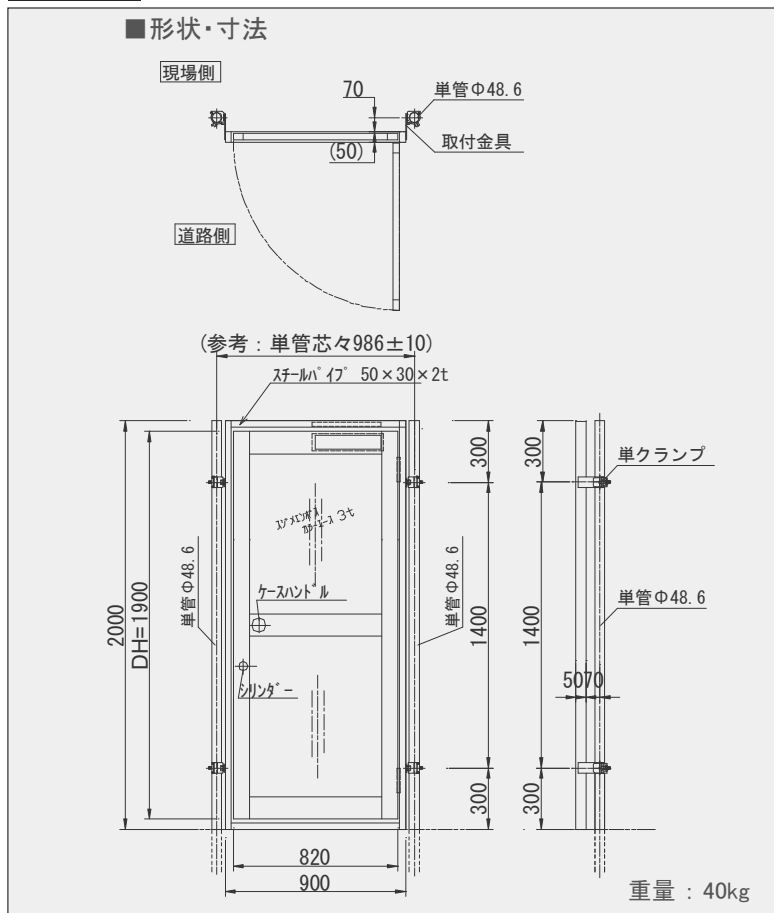 ■形状・寸法
現場側
70
単管Φ48.6
取付金具
(50)
道路側
(参考：単管芯々986±10)
スチールパイプ 50×30×2t
300
300
単クランプ
3t
単管Φ48.6
ケースハンドル
単管Φ48.6
2000
DH=1900
1400
1400
単管Φ48.6
シリンダー
5070
300
300
820
900
重量：40kg